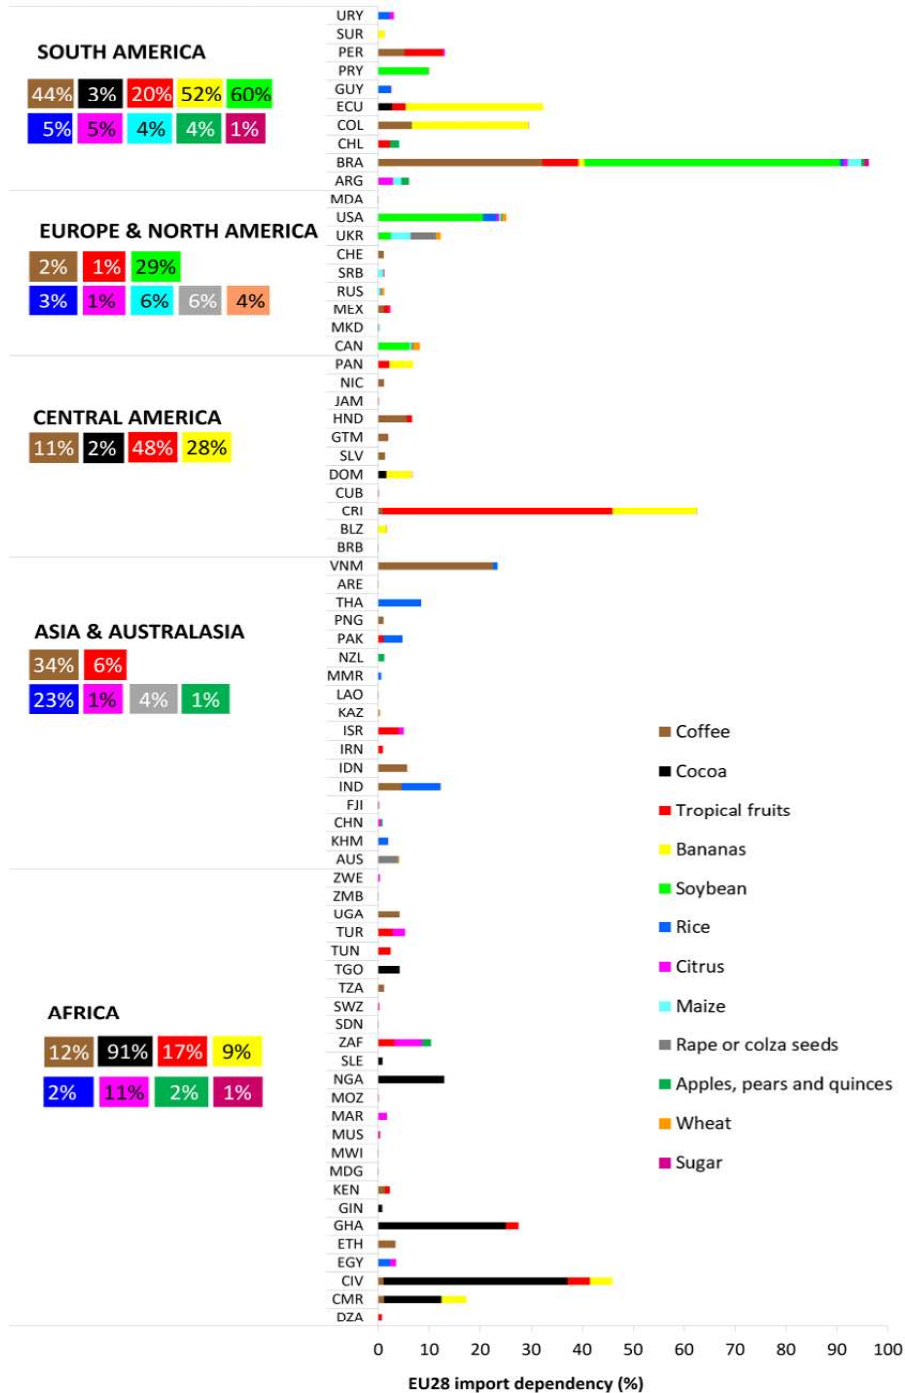 SOUTH AMERICA
44% 3% 20% 52% 60%
5% 5% 4% 4% 1%
URY
SUR
PER
PRY
GUY
ECU
COL
CHL
BRA
ARG
EUROPE & NORTH AMERICA
2% 1% 29%
3% 1% 6% 6% 4%
MDA
USA
UKR
CHE
SRB
RUS
MEX
MKD
CAN
CENTRAL AMERICA
11% 2% 48% 28%
PAN
NIC
JAM
HND
GTM
SLV
DOM
CUB
CRI
BLZ
BRB
ASIA & AUSTRALASIA
34% 6%
23% 1% 4% 1%
VNM
ARE
THA
PNG
PAK
NZL
MMR
LAO
KAZ
ISR
IRN
IDN
IND
FJI
CHN
KHM
AUS
AFRICA
12% 91% 17% 9%
2% 11% 2% 1%
ZWE
ZMB
UGA
TUR
TUN
TGO
TZA
SWZ
SDN
ZAF
SLE
NGA
MOZ
MAR
MUS
MWI
MDG
KEN
GIN
GHA
ETH
EGY
CIV
CMR
DZA
Coffee
Cocoa
Tropical fruits
Bananas
Soybean
Rice
Citrus
Maize
Rape or colza seeds
Apples, pears and quinces
Wheat
Sugar
0 10 20 30 40 50 60 70 80 90 100
EU28 import dependency (%)